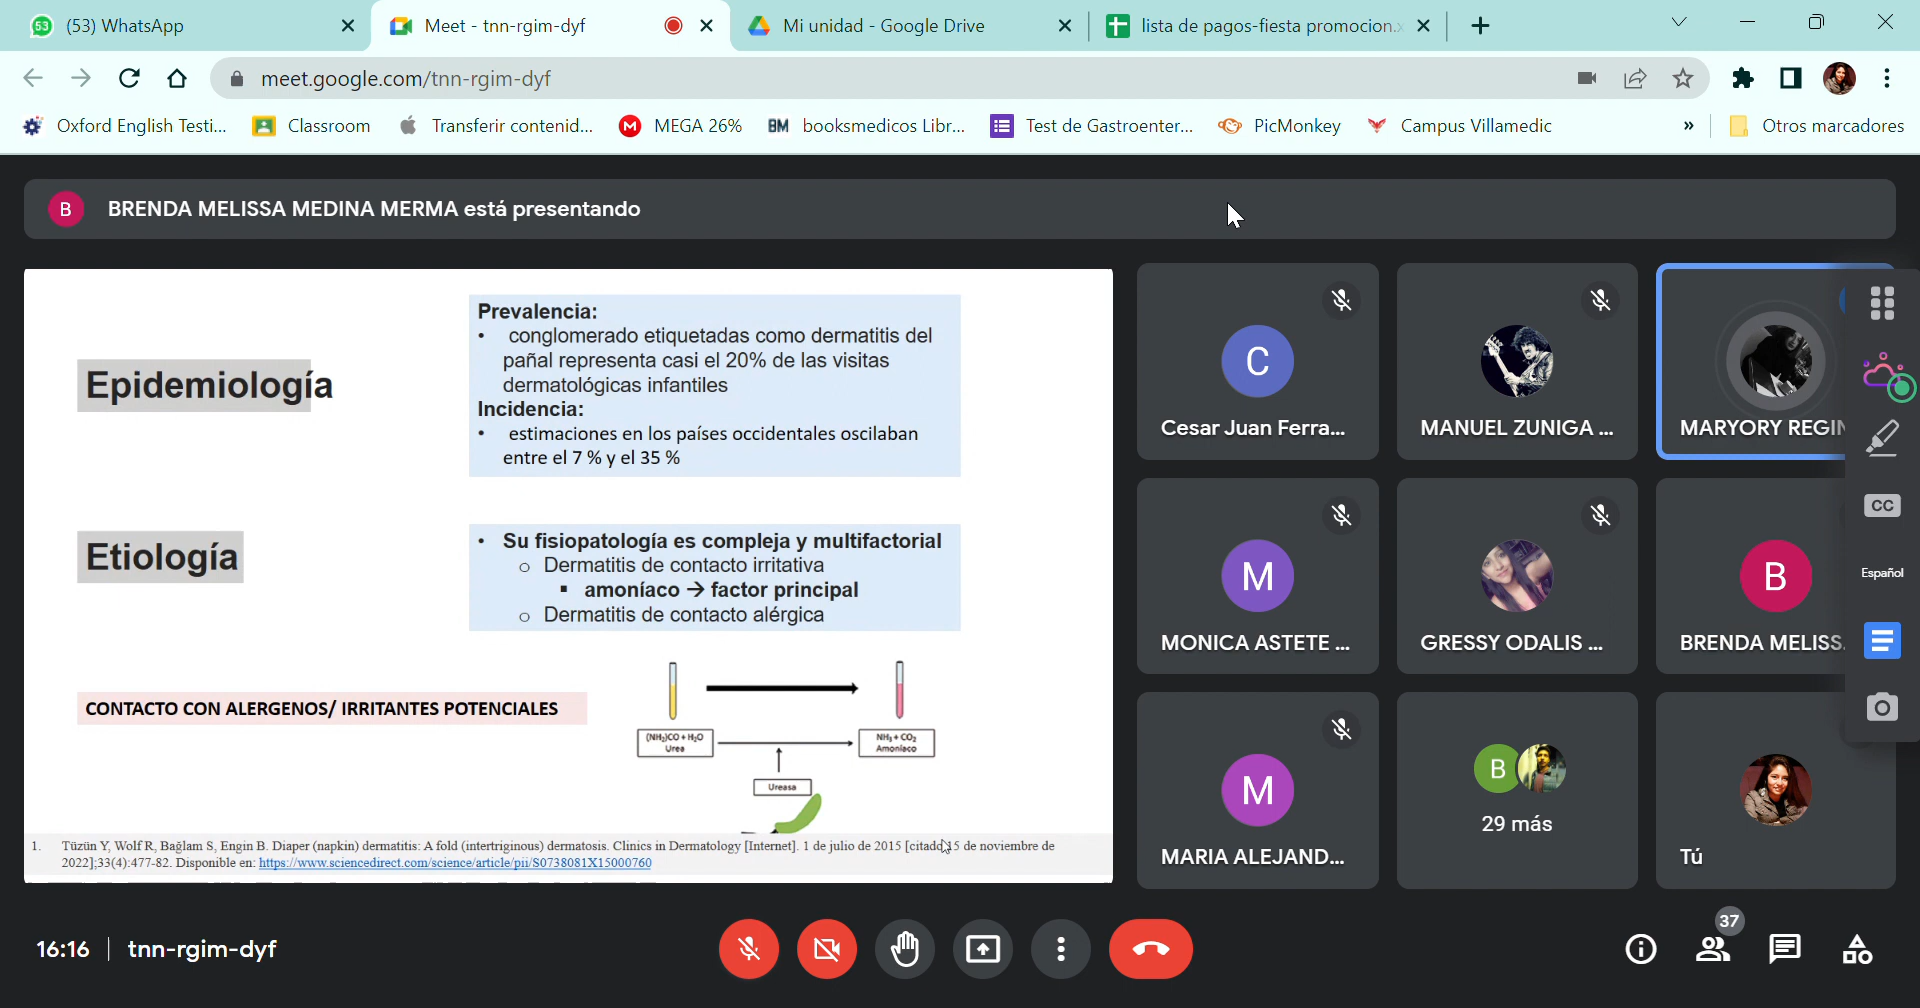 53
(53) WhatsApp
Meet - tnn-rgim-dyf
Mi unidad - Google Drive
lista de pagos-fiesta promocion.x
meet.google.com/tnn-rgim-dyf
Oxford English Testi...
Classroom
Transferir contenid...
M
MEGA 26%
BM
booksmedicos Libr...
Test de Gastroenter...
PicMonkey
Campus Villamedic
»
Otros marcadores
B
BRENDA MELISSA MEDINA MERMA está presentando
Epidemiología
Prevalencia:
• conglomerado etiquetadas como dermatitis del
pañal representa casi el 20% de las visitas
dermatológicas infantiles
Incidencia:
• estimaciones en los países occidentales oscilaban
entre el 7 % y el 35 %
Etiología
• Su fisiopatología es compleja y multifactorial
o Dermatitis de contacto irritativa
▪ amoníaco → factor principal
o Dermatitis de contacto alérgica
CONTACTO CON ALERGENOS/ IRRITANTES POTENCIALES
(NH₂)CO + H₂O
Urea
NH₃ + CO₂
Amoníaco
Ureasa
1. Tüzün Y, Wolf R, Bağlam S, Engin B. Diaper (napkin) dermatitis: A fold (intertriginous) dermatosis. Clinics in Dermatology [Internet]. 1 de julio de 2015 [citado 15 de noviembre de
2022];33(4):477-82. Disponible en: https://www.sciencedirect.com/science/article/pii/S0738081X15000760
C
Cesar Juan Ferra...
MANUEL ZUNIGA ...
MARYORY REGIN
M
MONICA ASTETE ...
GRESSY ODALIS ...
B
BRENDA MELISS.
M
MARIA ALEJAND...
B
29 más
Tú
CC
Español
16:16
tnn-rgim-dyf
37